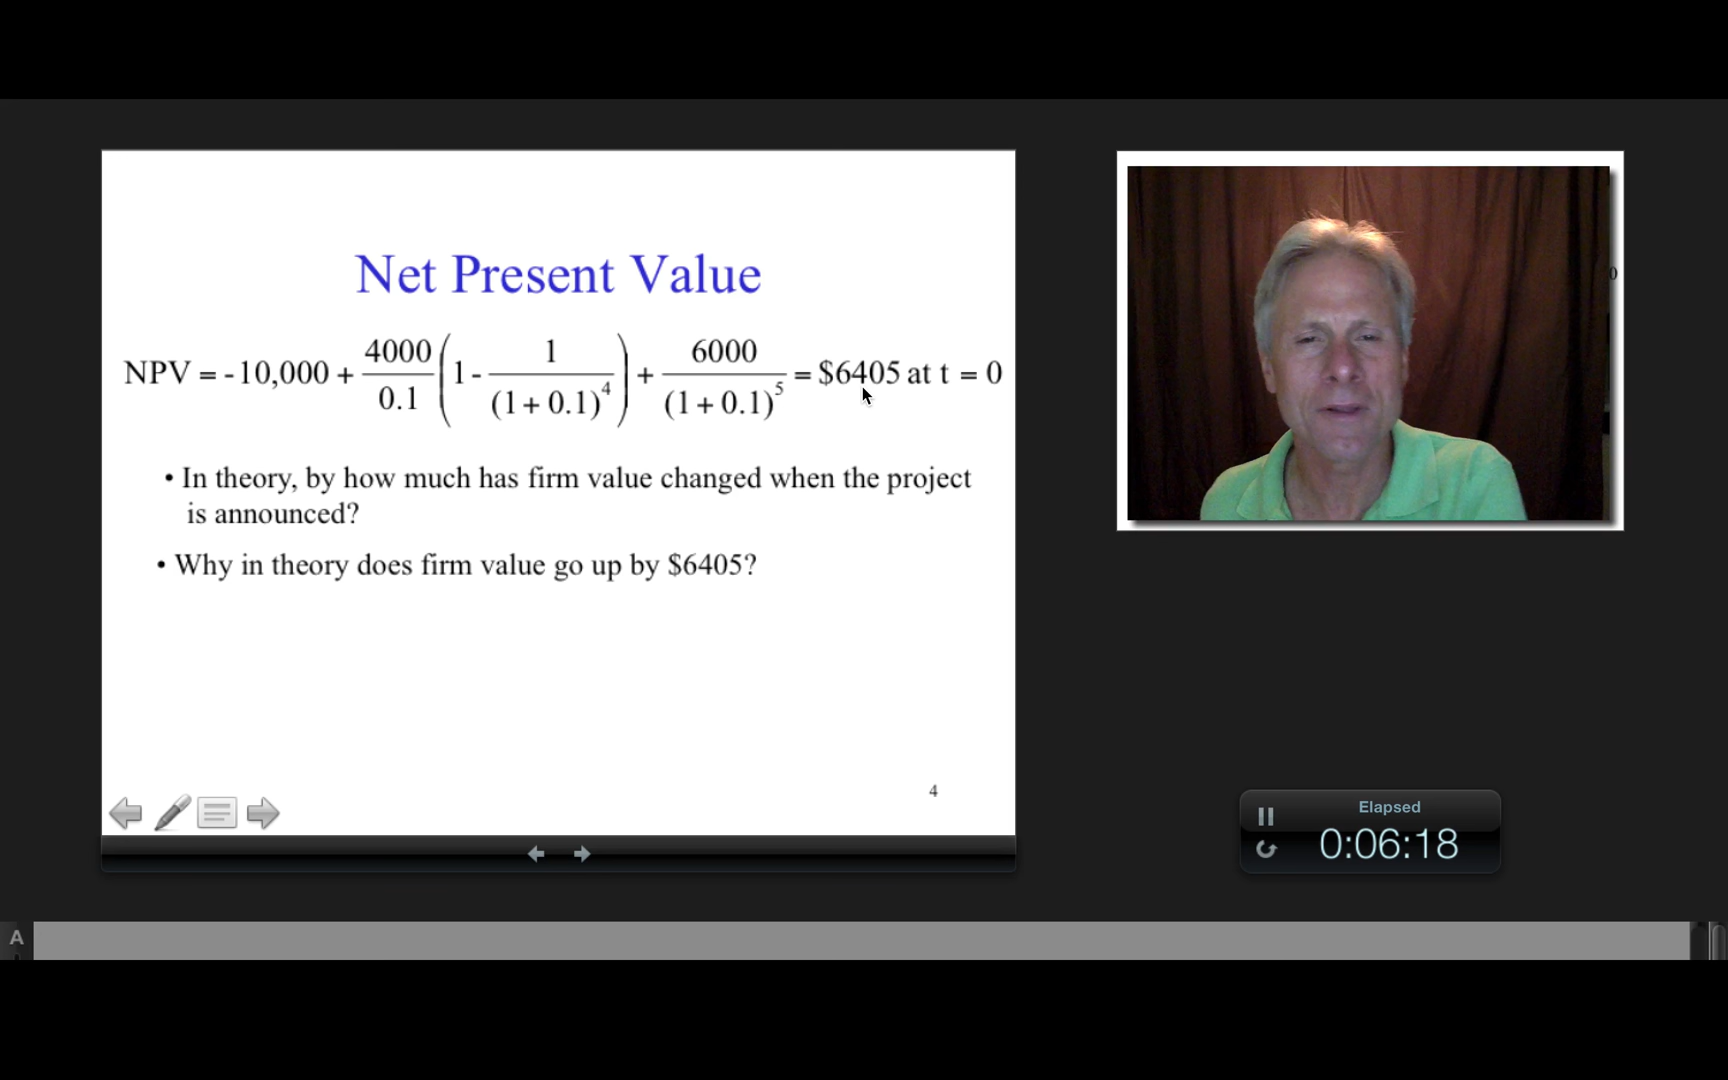 Net Present Value
NPV = -10,000 + 4000/0.1 (1 - 1/(1+0.1)^4) + 6000/(1+0.1)^5 = $6405 at t = 0
• In theory, by how much has firm value changed when the project
is announced?
• Why in theory does firm value go up by $6405?
4
0
Elapsed
0:06:18
A